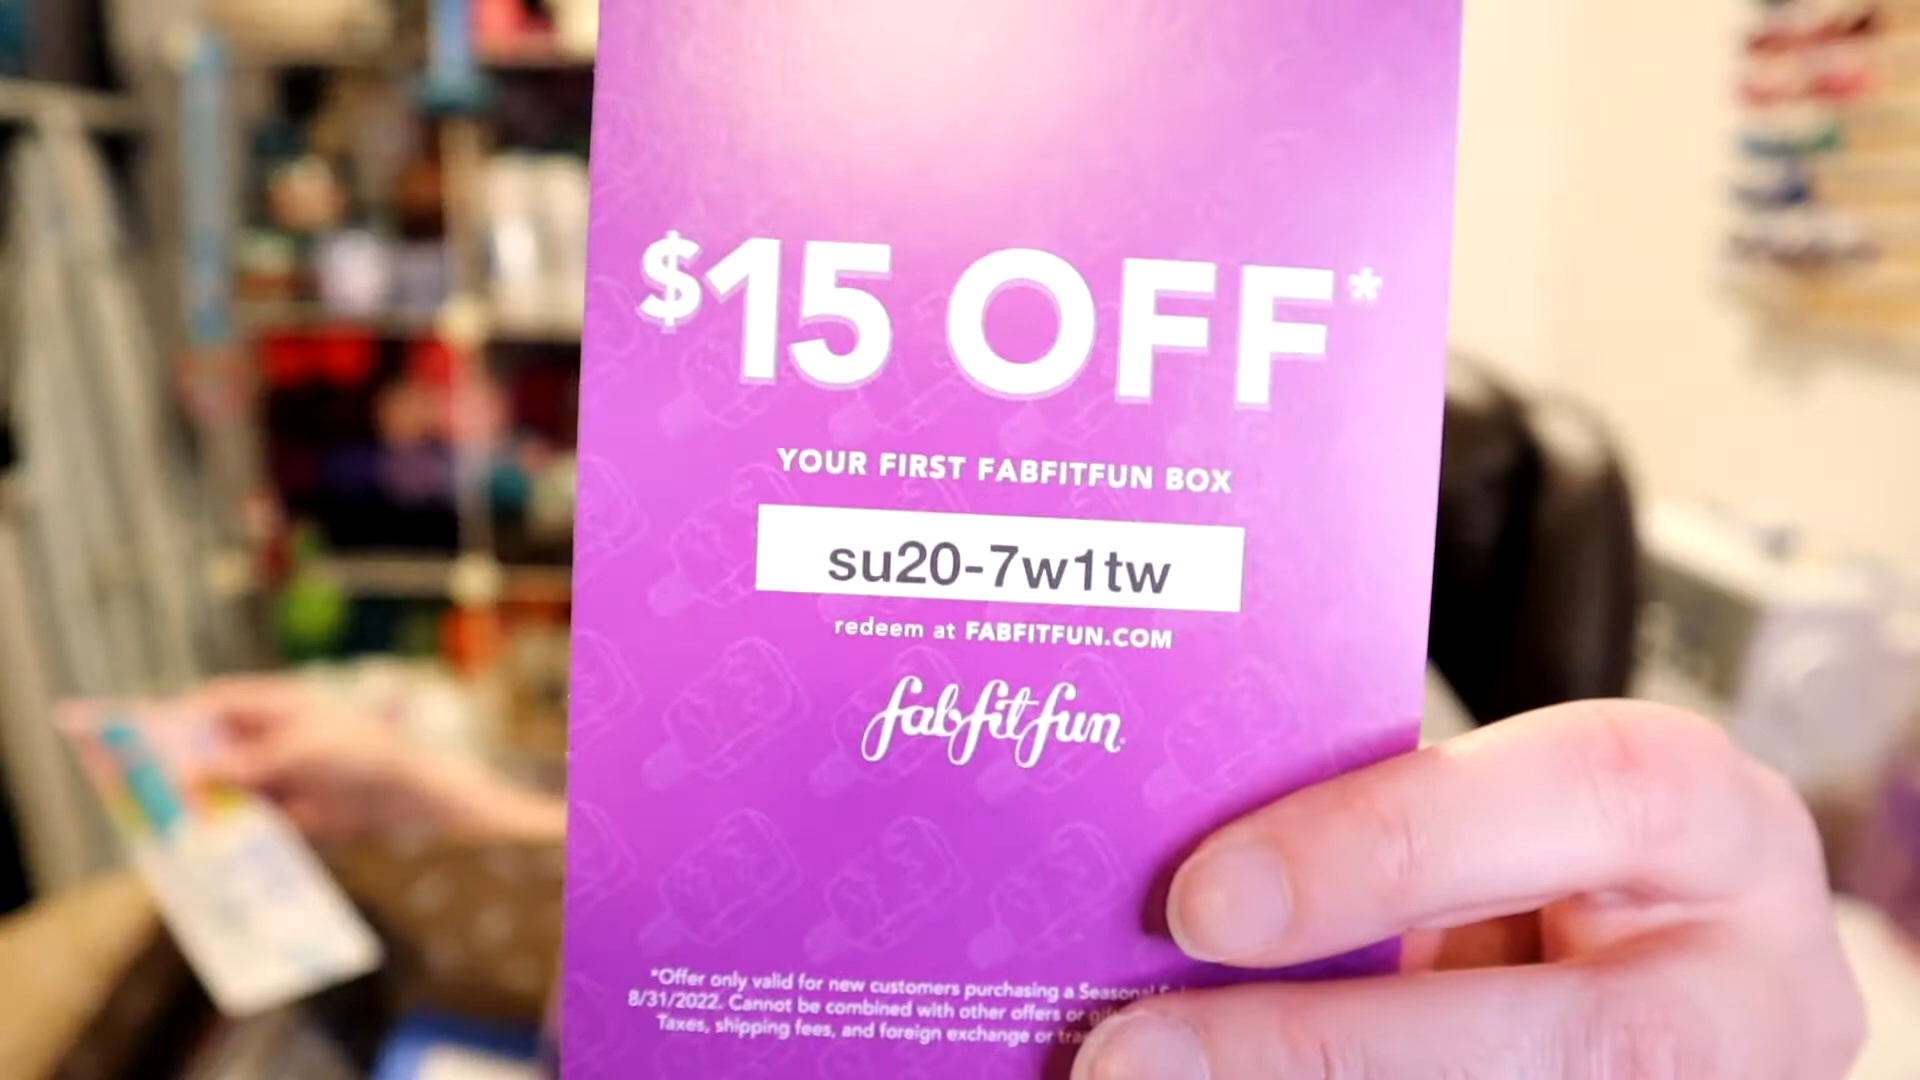 $15 OFF*
YOUR FIRST FABFITFUN BOX
su20-7w1tw
redeem at FABFITFUN.COM
fabfitfun
*Offer only valid for new customers purchasing a Seasonal
8/31/2022. Cannot be combined with other offers or
Taxes, shipping fees, and foreign exchange or